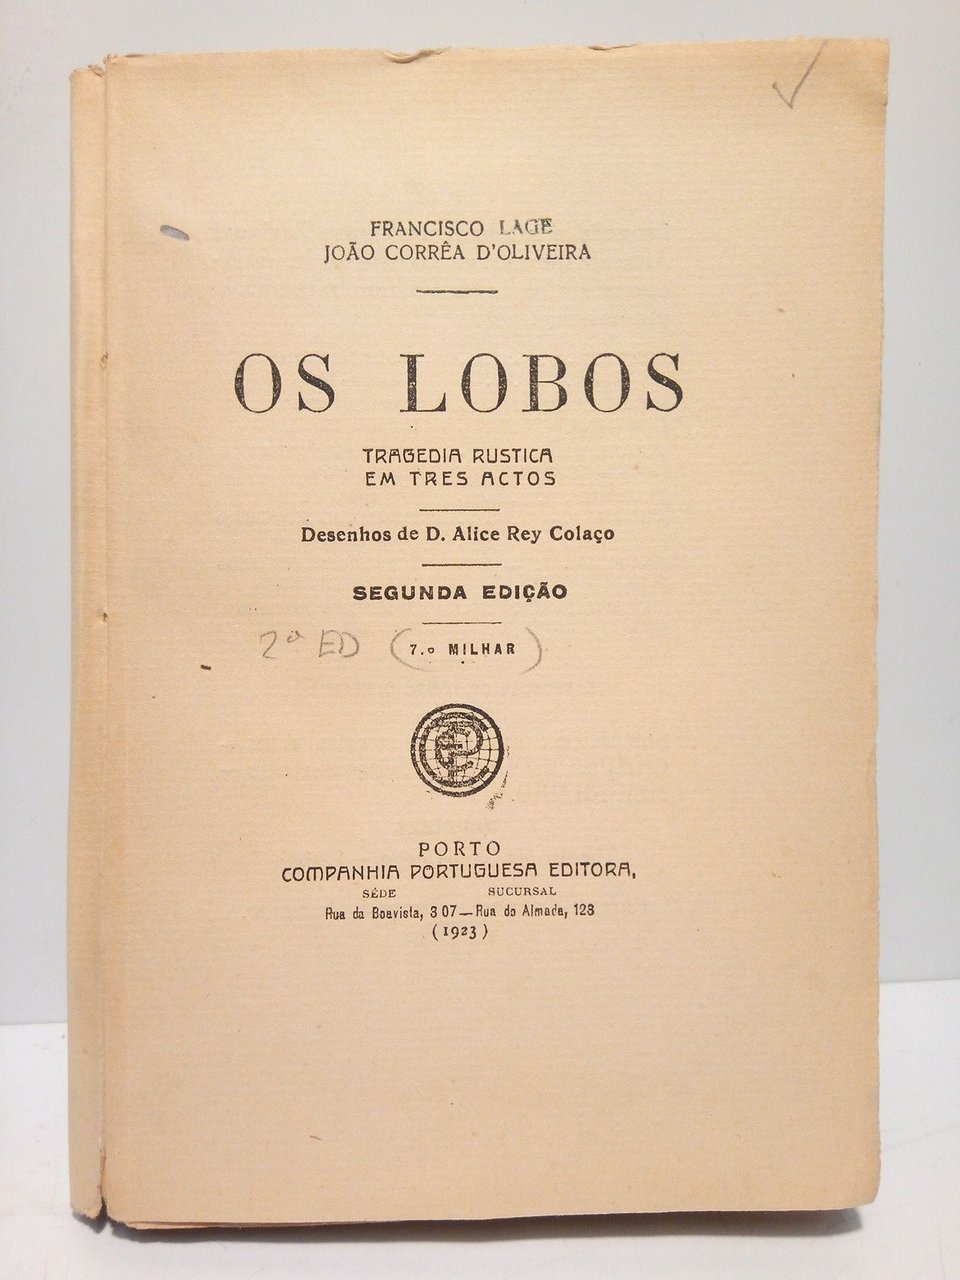 FRANCISCO LAGE
JOÃO CORRÊA D'OLIVEIRA
OS LOBOS
TRAGEDIA RUSTICA
EM TRES ACTOS
Desenhos de D. Alice Rey Colaço
SEGUNDA EDIÇÃO
2ª ED (7.º MILHAR)
PORTO
COMPANHIA PORTUGUESA EDITORA,
SÉDE SUCURSAL
Rua da Boavista, 307—Rua do Almada, 123
(1923)